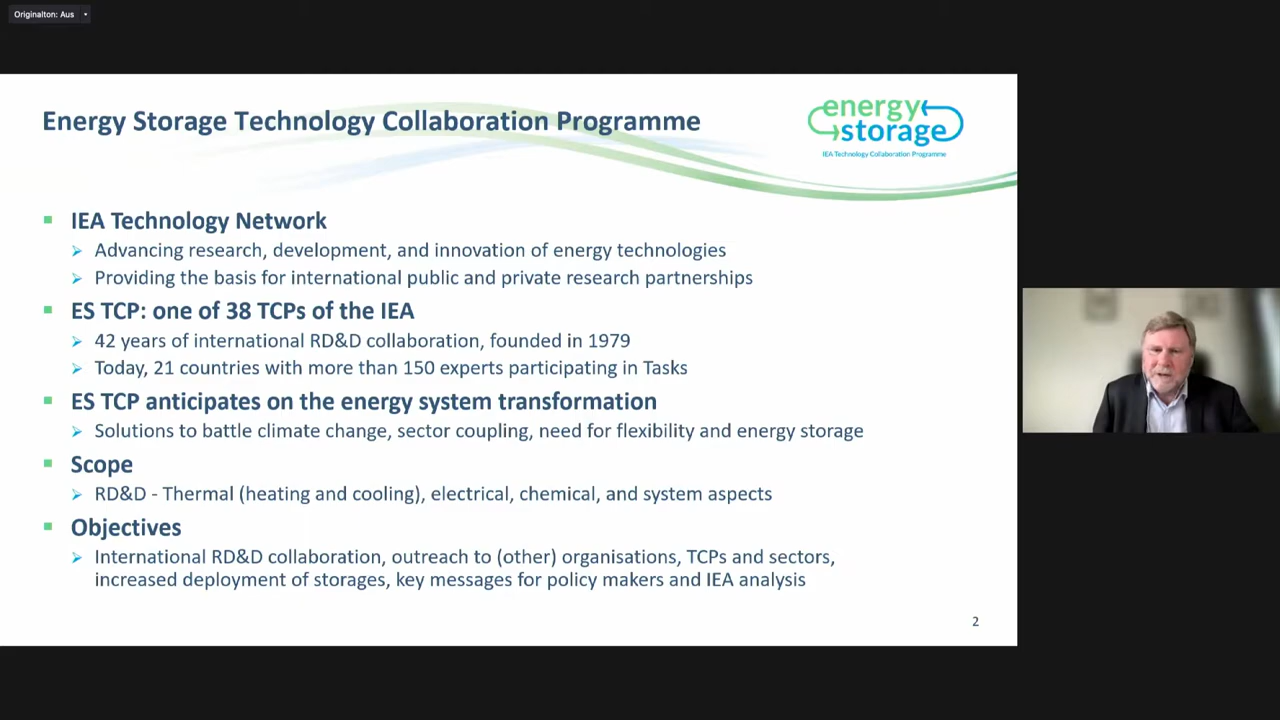 Originalton: Aus
Energy Storage Technology Collaboration Programme
energy
storage
IEA Technology Collaboration Programme
IEA Technology Network
Advancing research, development, and innovation of energy technologies
Providing the basis for international public and private research partnerships
ES TCP: one of 38 TCPs of the IEA
42 years of international RD&D collaboration, founded in 1979
Today, 21 countries with more than 150 experts participating in Tasks
ES TCP anticipates on the energy system transformation
Solutions to battle climate change, sector coupling, need for flexibility and energy storage
Scope
RD&D - Thermal (heating and cooling), electrical, chemical, and system aspects
Objectives
International RD&D collaboration, outreach to (other) organisations, TCPs and sectors,
increased deployment of storages, key messages for policy makers and IEA analysis
2